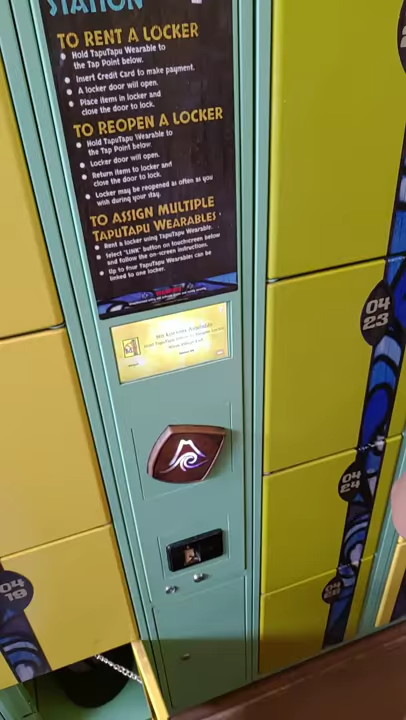 STATION
TO RENT A LOCKER
Hold TapuTapu Wearable to
the Tap Point below.
Insert Credit Card to make payment.
A locker door will open.
Place items in locker and
close the door to lock.
TO REOPEN A LOCKER
Hold TapuTapu Wearable to
the Tap Point below
Locker door will open.
Return items to locker and
close the door to lock.
Locker may be reopened as often as you
wish during your stay.
TO ASSIGN MULTIPLE
TAPUTAPU WEARABLES
Rent a locker using TapuTapu Wearable.
Select "LINK" button on touchscreen below
and follow the on-screen instructions.
Up to four TapuTapu Wearables can be
linked to one locker.
04
23
04
24
04
19